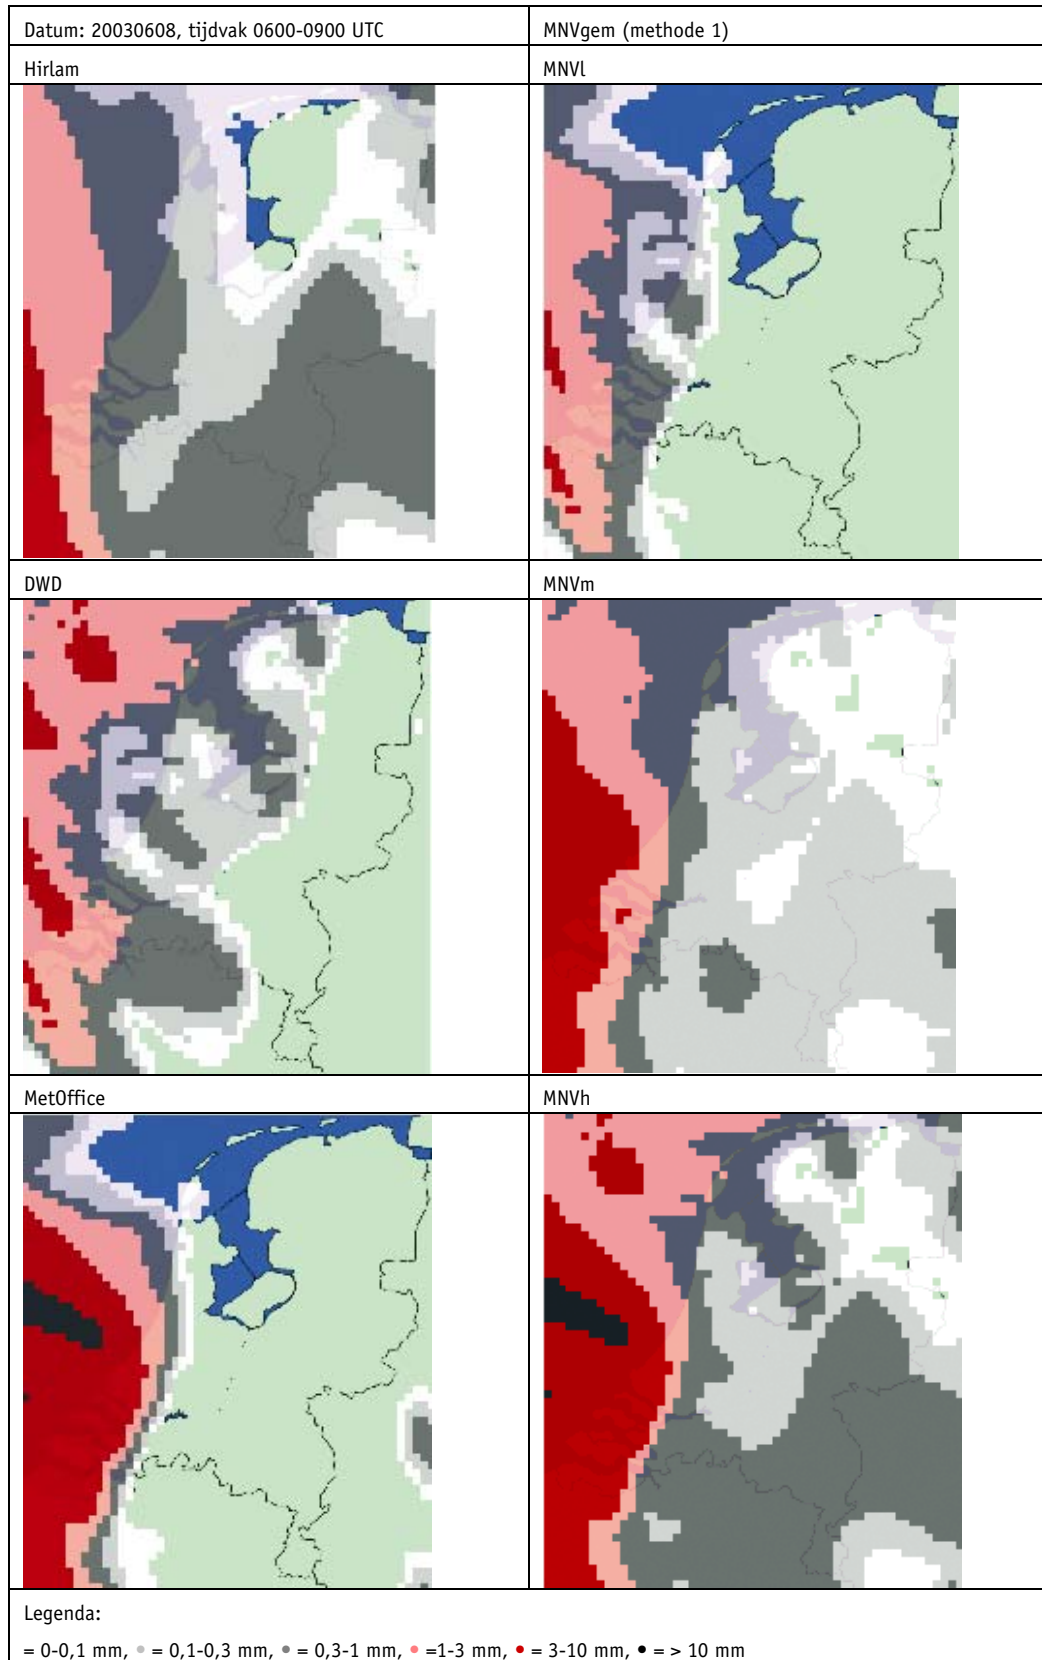 Datum: 20030608, tijdvak 0600-0900 UTC
MNVgem (methode 1)
Hirlam
MNVl
DWD
MNVm
MetOffice
MNVh
Legenda:
= 0-0,1 mm, • = 0,1-0,3 mm, • = 0,3-1 mm, • =1-3 mm, • = 3-10 mm, • = > 10 mm